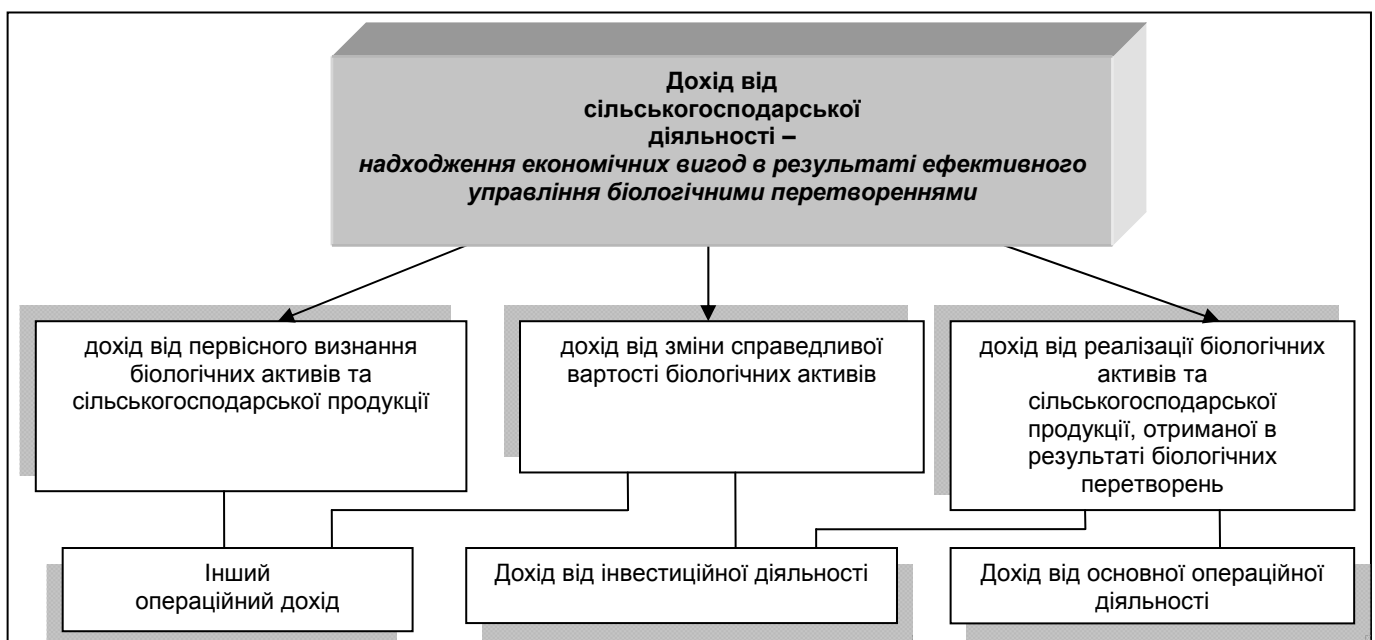 Дохід від
сільськогосподарської
діяльності –
надходження економічних вигод в результаті ефективного
управління біологічними перетвореннями
дохід від первісного визнання
біологічних активів та
сільськогосподарської продукції
дохід від зміни справедливої
вартості біологічних активів
дохід від реалізації біологічних
активів та
сільськогосподарської
продукції, отриманої в
результаті біологічних
перетворень
Інший
операційний дохід
Дохід від інвестиційної діяльності
Дохід від основної операційної
діяльності